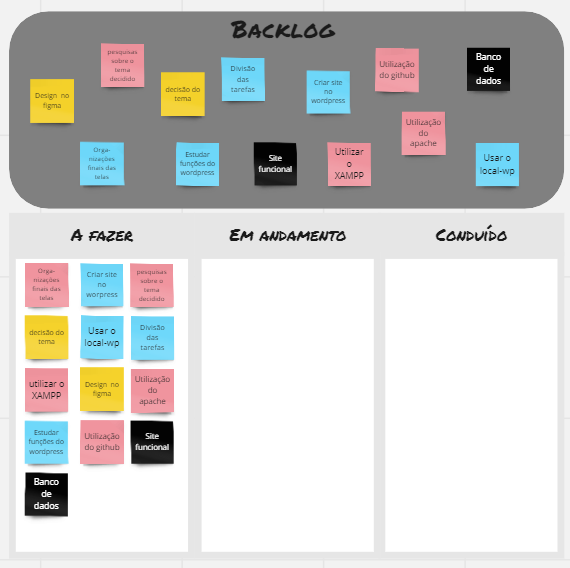 Backlog
pesquisas
sobre o
tema
decidido
Utilização
do github
Banco
de
dados
Divisão
das
tarefas
Criar site
no
wordpress
decisão do
tema
Design no
figma
Utilização
do
apache
Orga-
nizações
finais das
telas
Estudar
funções do
wordpress
Site
funcional
Utilizar
o
XAMPP
Usar o
local-wp
A fazer
Em andamento
Conduído
Orga-
nizações
finais das
telas
Criar site
no
worpress
pesquisas
sobre o
tema
decidido
decisão do
tema
Usar o
local-wp
Divisão
das
tarefas
utilizar o
XAMPP
Design no
figma
Utilização
do
apache
Estudar
funções do
wordpress
Utilização
do github
Site
funcional
Banco
de
dados